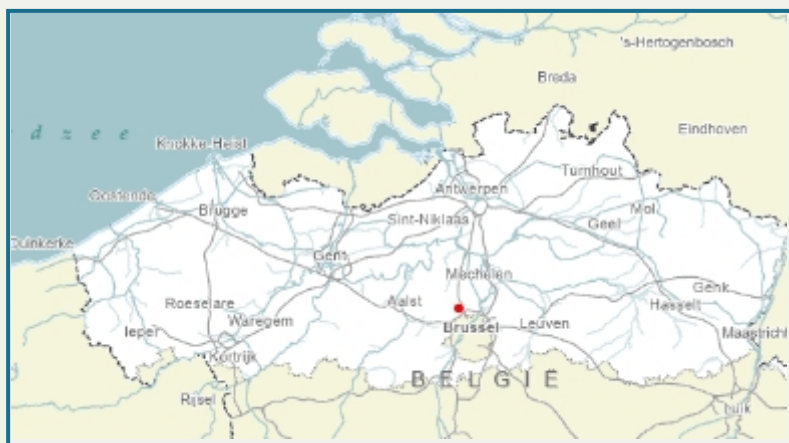 's-Hertogenbosch
Breda
dzee
Eindhoven
Knokke-Heist
Turnhout
Antwerpen
Oostende
Mol
Brugge
Sint-Niklaas
Geel
Duinkerke
Gent
Mechelen
Genk
Roeselare
Aalst
Hasselt
Waregem
Brussel
Leuven
Ieper
Maastricht
Kortrijk
BELGIË
Rijsel
Luik